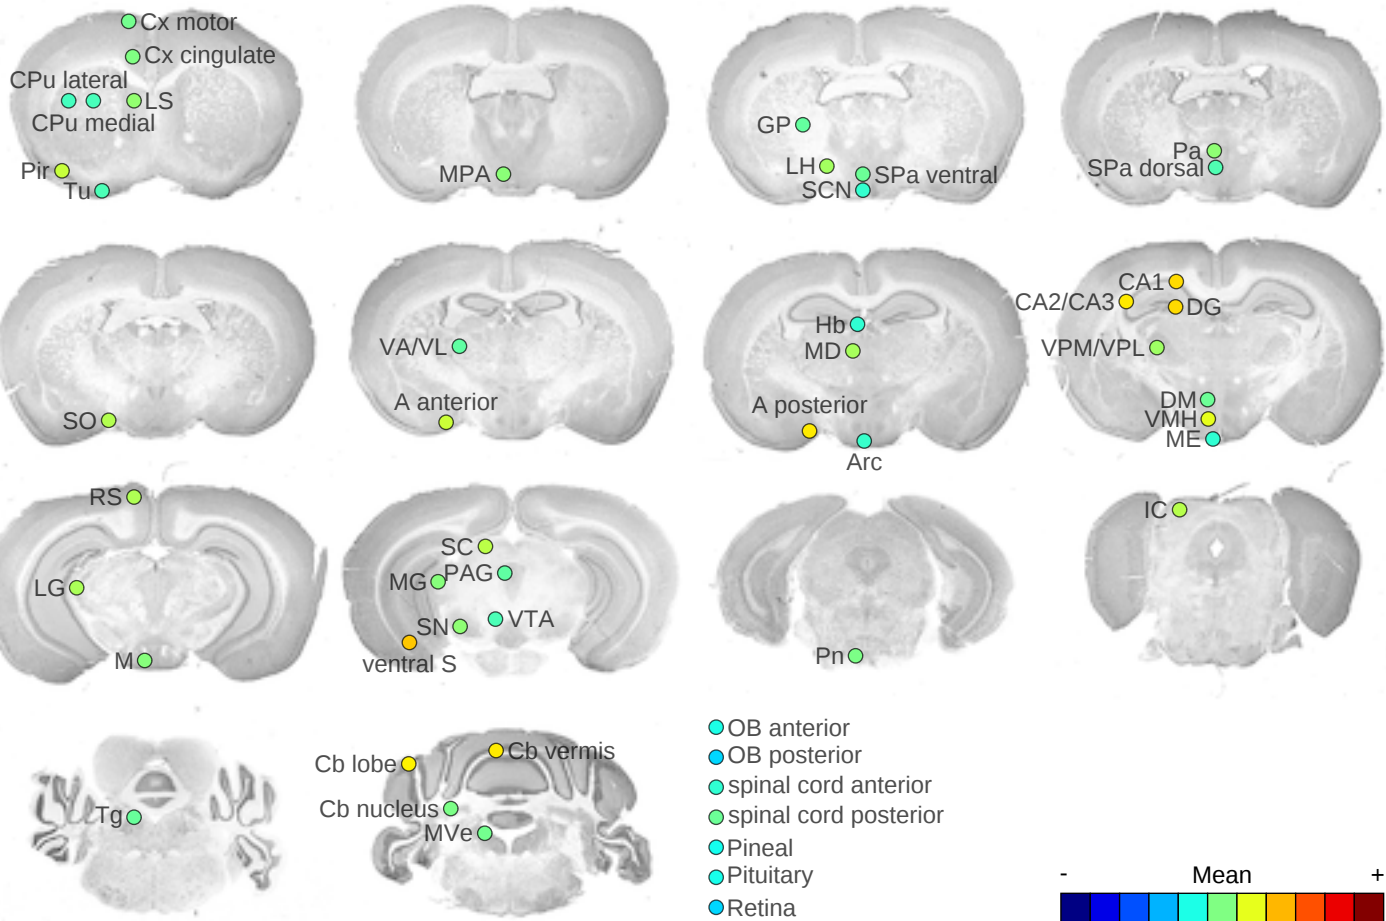 Cx motor
Cx cingulate
CPu lateral
LS
CPu medial
Pir
Tu
MPA
GP
LH
SPa ventral
SCN
Pa
SPa dorsal
SO
VA/VL
A anterior
Hb
MD
A posterior
Arc
CA1
CA2/CA3
DG
VPM/VPL
DM
VMH
ME
RS
LG
M
SC
PAG
MG
VTA
SN
ventral S
Pn
IC
Tg
Cb lobe
Cb vermis
Cb nucleus
MVe
OB anterior
OB posterior
spinal cord anterior
spinal cord posterior
Pineal
Pituitary
Retina
- Mean +